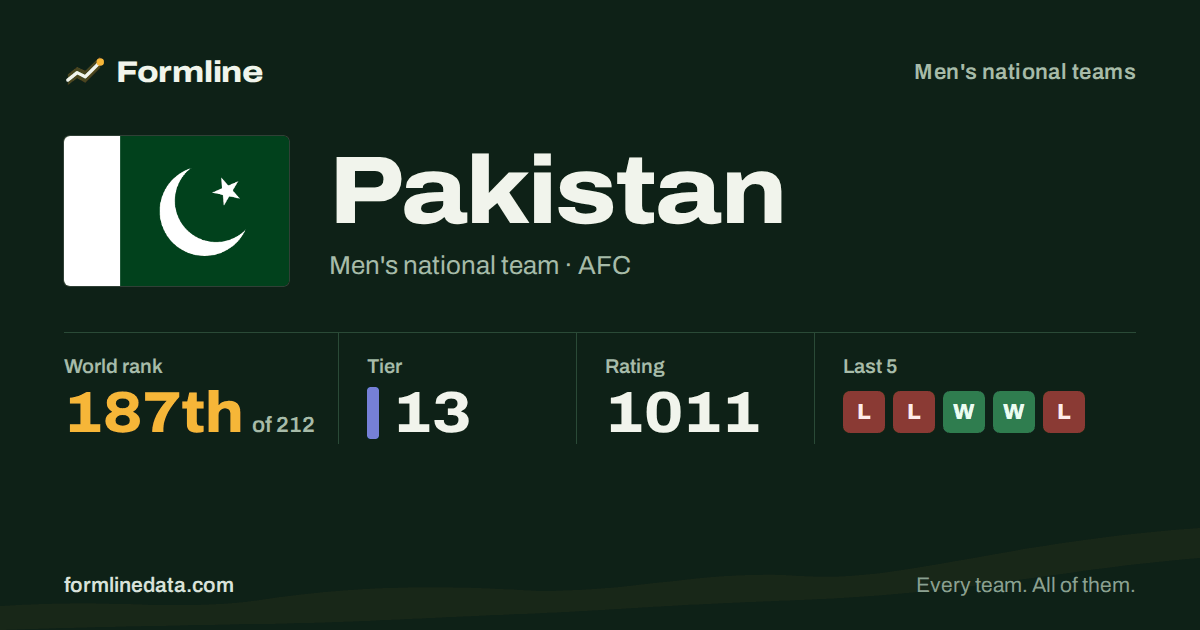 Formline
Men's national teams
Pakistan
Men's national team · AFC
World rank
187th of 212
Tier
13
Rating
1011
Last 5
L L W W L
formlinedata.com
Every team. All of them.